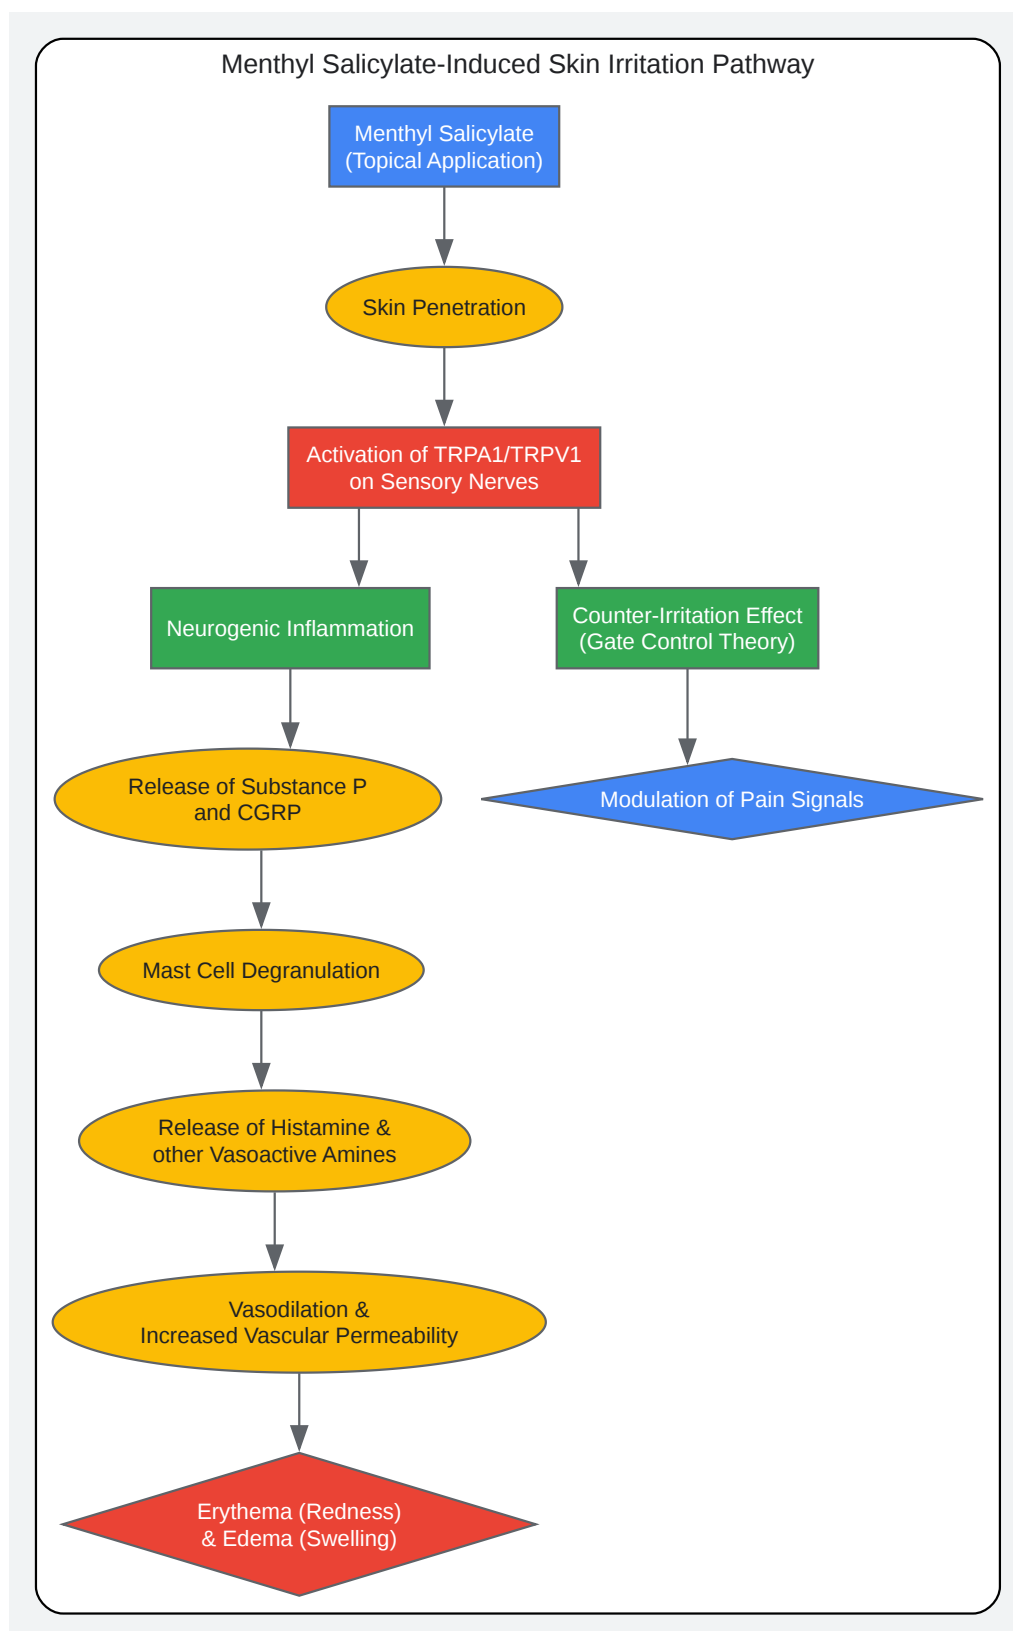 Menthyl Salicylate-Induced Skin Irritation Pathway
Menthyl Salicylate
(Topical Application)
Skin Penetration
Activation of TRPA1/TRPV1
on Sensory Nerves
Neurogenic Inflammation
Counter-Irritation Effect
(Gate Control Theory)
Release of Substance P
and CGRP
Modulation of Pain Signals
Mast Cell Degranulation
Release of Histamine &
other Vasoactive Amines
Vasodilation &
Increased Vascular Permeability
Erythema (Redness)
& Edema (Swelling)